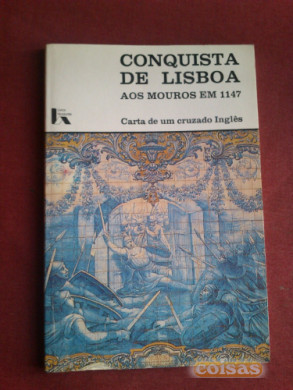 CONQUISTA
DE LISBOA
AOS MOUROS EM 1147
Carta de um cruzado Inglês
coisas